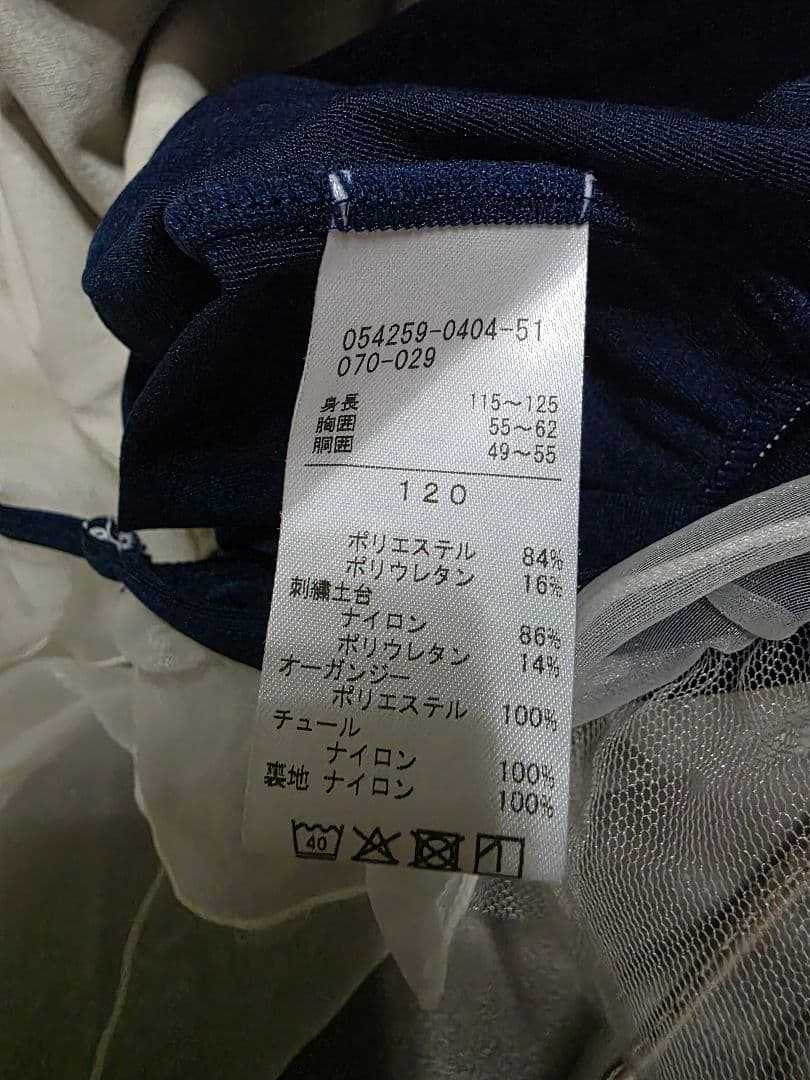 054259-0404-51
070-029
身長 115～125
胸囲 55～62
胴囲 49～55
120
ポリエステル 84%
ポリウレタン 16%
刺繍土台
ナイロン 86%
ポリウレタン 14%
オーガンジー
ポリエステル 100%
チュール
ナイロン 100%
裏地 ナイロン 100%
40